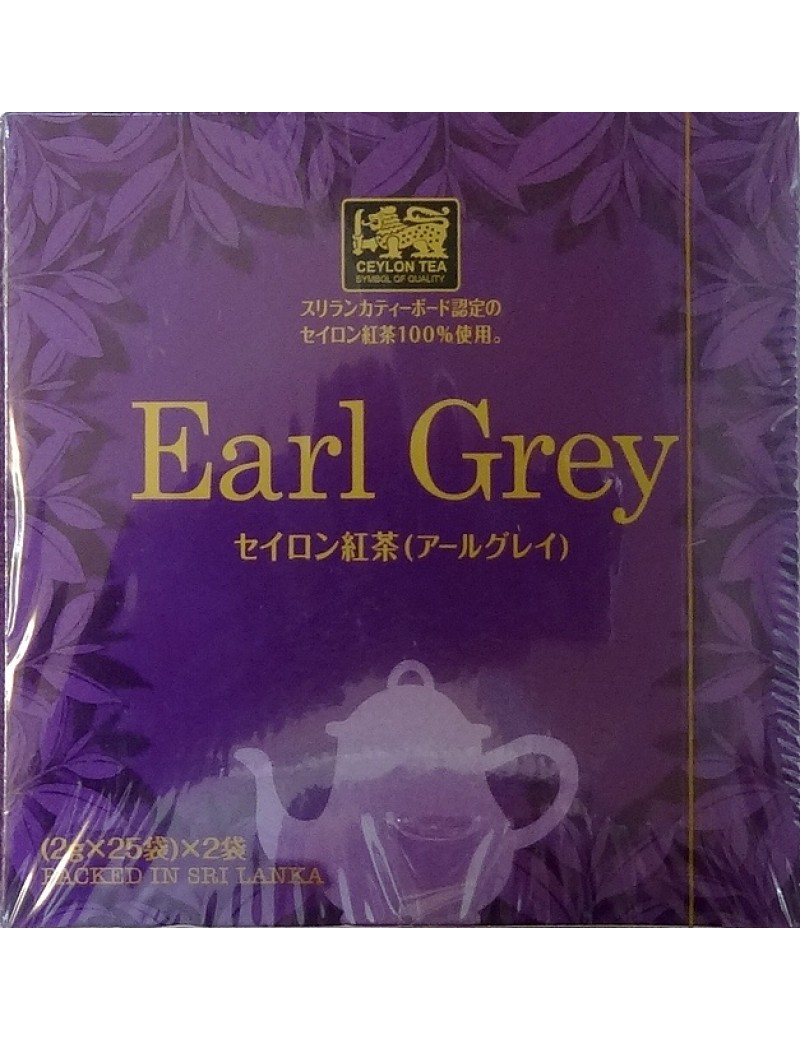 CEYLON TEA
SYMBOL OF QUALITY
スリランカティーボード認定の
セイロン紅茶100%使用。
Earl Grey
セイロン紅茶(アールグレイ)
(2g×25袋)×2袋
PACKED IN SRI LANKA